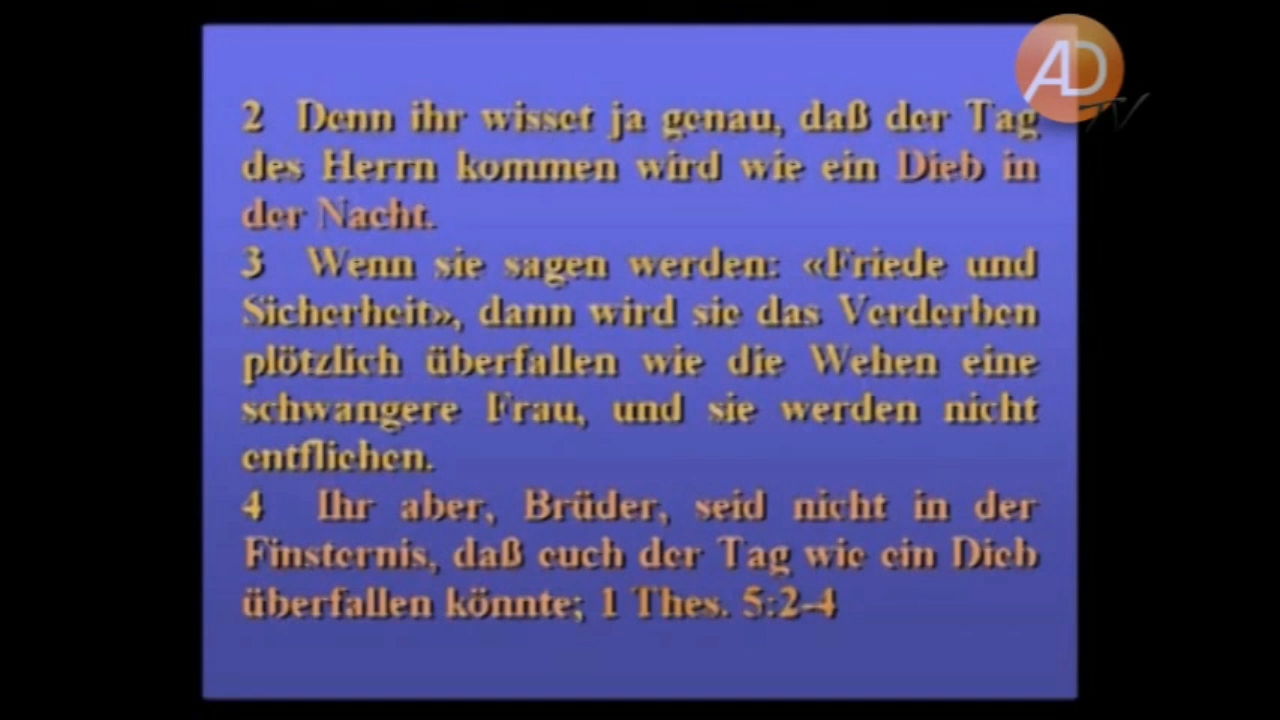 AD
TV
2 Denn ihr wisset ja genau, daß der Tag
des Herrn kommen wird wie ein Dieb in
der Nacht.
3 Wenn sie sagen werden: «Friede und
Sicherheit», dann wird sie das Verderben
plötzlich überfallen wie die Wehen eine
schwangere Frau, und sie werden nicht
entfliehen.
4 Ihr aber, Brüder, seid nicht in der
Finsternis, daß euch der Tag wie ein Dieb
überfallen könnte; 1 Thes. 5:2-4